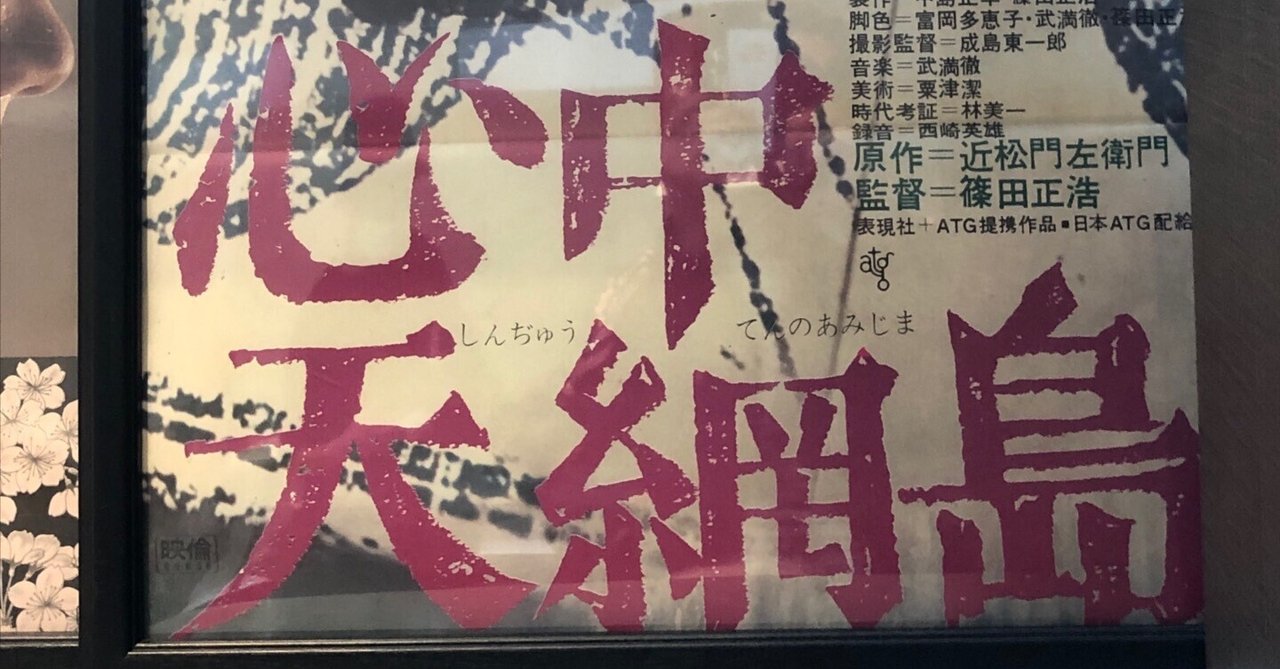 脚色＝富岡多恵子・武満徹・篠田正
撮影監督＝成島東一郎
音楽＝武満徹
美術＝粟津潔
時代考証＝林美一
録音＝西崎英雄
原作＝近松門左衛門
監督＝篠田正浩
表現社＋ATG提携作品■日本ATG配給
atg
心中
しんぢゅう てんのあみじま
天網島
映倫